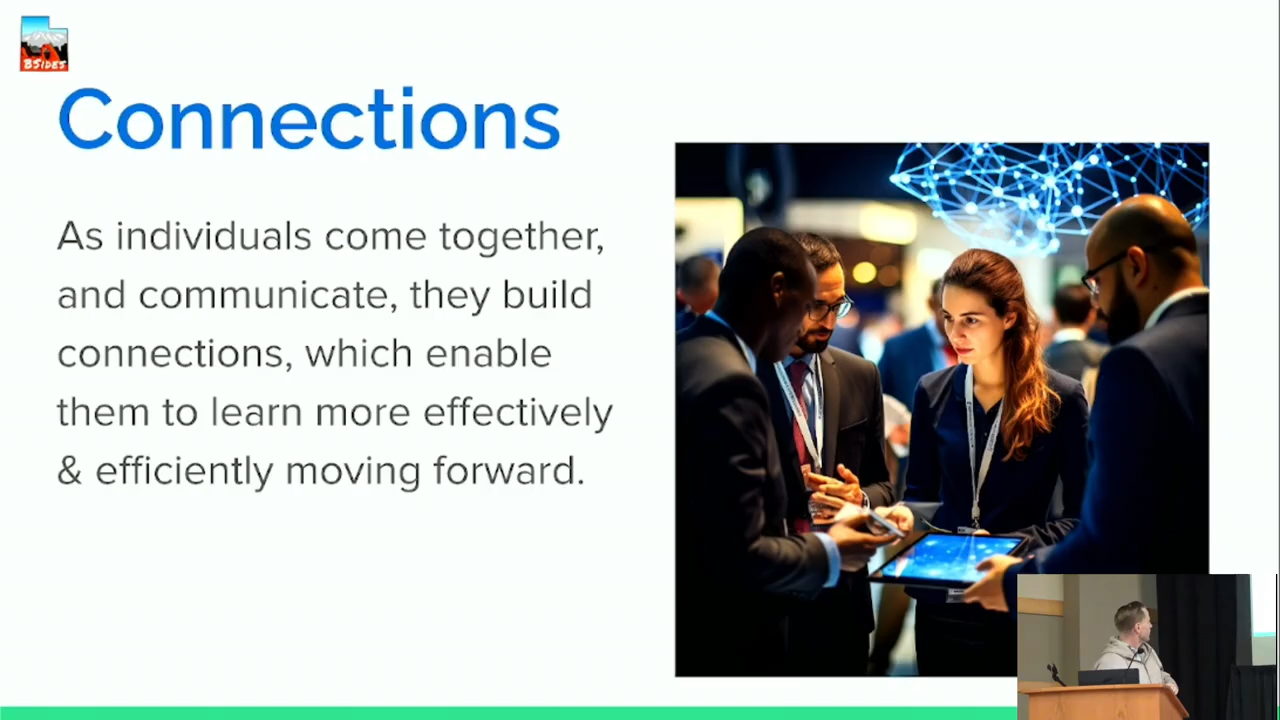 BSIDES
Connections
As individuals come together,
and communicate, they build
connections, which enable
them to learn more effectively
& efficiently moving forward.